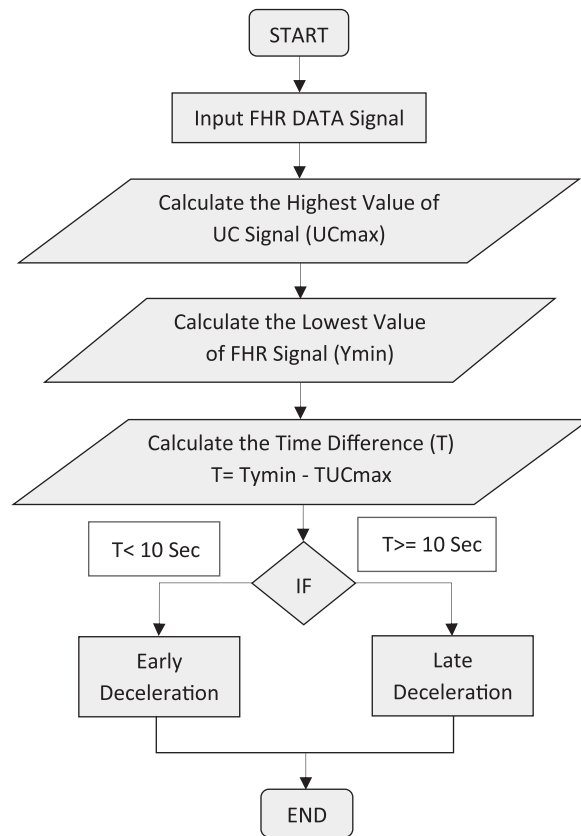 START
Input FHR DATA Signal
Calculate the Highest Value of
UC Signal (UCmax)
Calculate the Lowest Value
of FHR Signal (Ymin)
Calculate the Time Difference (T)
T= Tymin - TUCmax
T< 10 Sec
T>= 10 Sec
IF
Early
Deceleration
Late
Deceleration
END